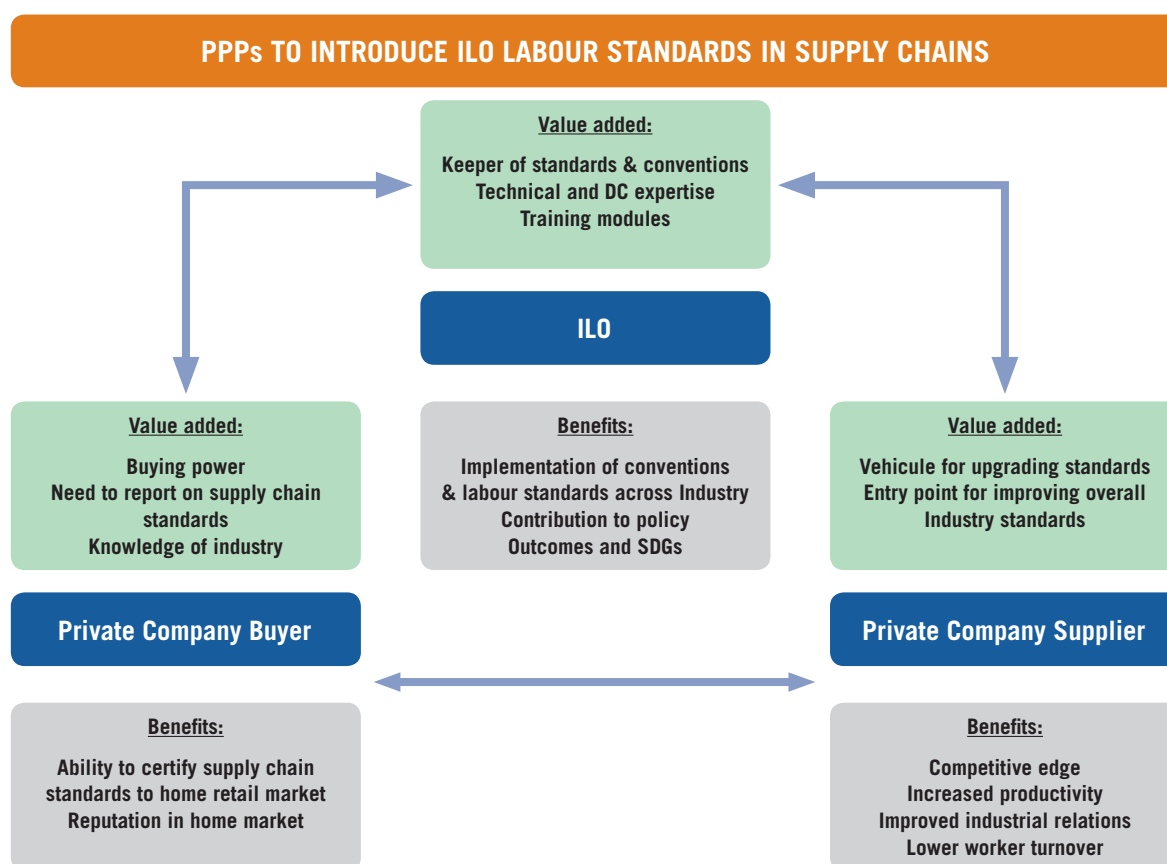 PPPs TO INTRODUCE ILO LABOUR STANDARDS IN SUPPLY CHAINS
Value added:
Keeper of standards & conventions
Technical and DC expertise
Training modules
ILO
Value added:
Buying power
Need to report on supply chain
standards
Knowledge of industry
Benefits:
Implementation of conventions
& labour standards across Industry
Contribution to policy
Outcomes and SDGs
Value added:
Vehicule for upgrading standards
Entry point for improving overall
Industry standards
Private Company Buyer
Private Company Supplier
Benefits:
Ability to certify supply chain
standards to home retail market
Reputation in home market
Benefits:
Competitive edge
Increased productivity
Improved industrial relations
Lower worker turnover